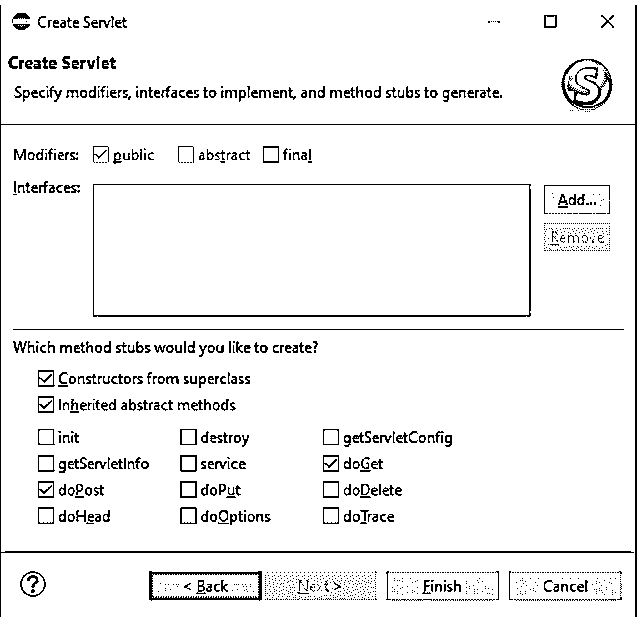 Create Servlet
Create Servlet
Specify modifiers, interfaces to implement, and method stubs to generate.
S
Modifiers: public abstract final
Interfaces:
Add...
Remove
Which method stubs would you like to create?
Constructors from superclass
Inherited abstract methods
init destroy getServletConfig
getServletInfo service doGet
doPost doPut doDelete
doHead doOptions doTrace
? < Back Next > Finish Cancel